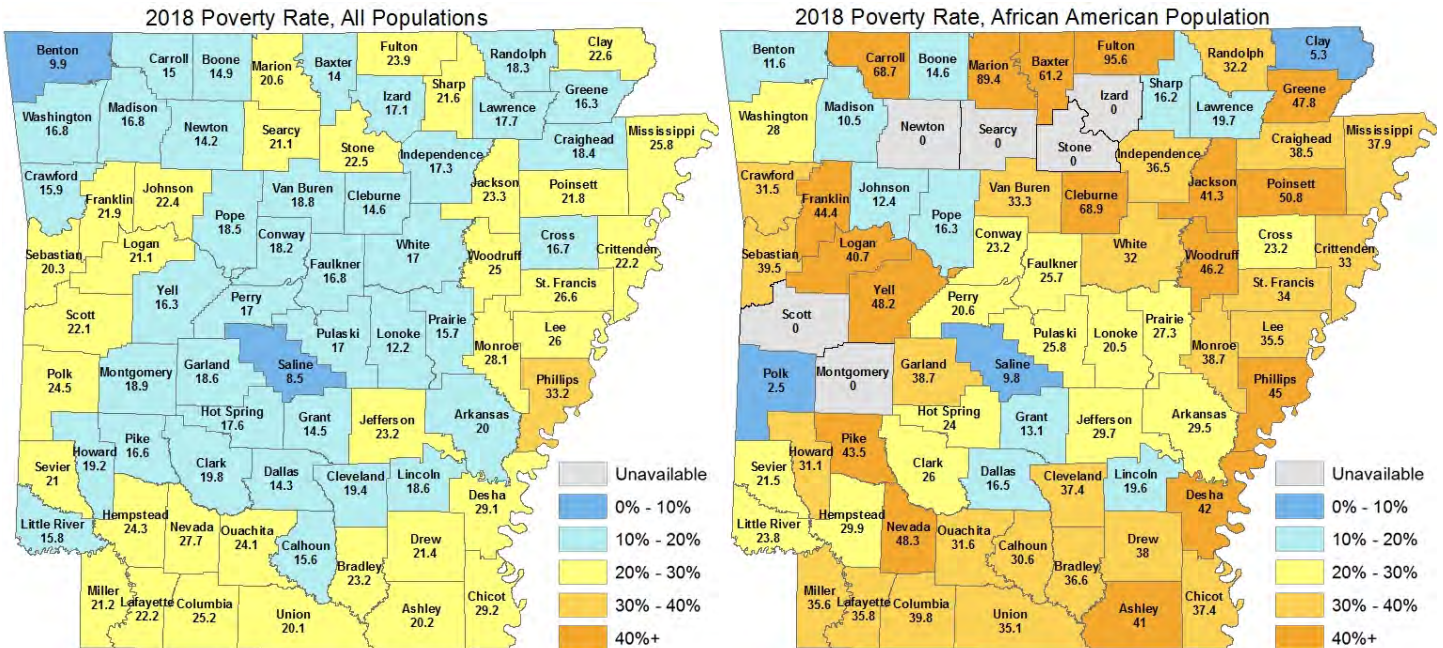 2018 Poverty Rate, All Populations
Benton
9.9
Carroll
15
Boone
14.9
Marion
20.6
Baxter
14
Fulton
23.9
Randolph
18.3
Clay
22.6
Washington
16.8
Madison
16.8
Newton
14.2
Searcy
21.1
Stone
22.5
Izard
17.1
Sharp
21.6
Lawrence
17.7
Greene
16.3
Independence
17.3
Craighead
18.4
Mississippi
25.8
Crawford
15.9
Franklin
21.9
Johnson
22.4
Pope
18.5
Van Buren
18.8
Cleburne
14.6
Jackson
23.3
Poinsett
21.8
Sebastian
20.3
Logan
21.1
Conway
18.2
Faulkner
16.8
White
17
Woodruff
25
Cross
16.7
Crittenden
22.2
St. Francis
26.6
Scott
22.1
Yell
16.3
Perry
17
Pulaski
17
Lonoke
12.2
Prairie
15.7
Monroe
28.1
Lee
26
Polk
24.5
Montgomery
18.9
Garland
18.6
Saline
8.5
Phillips
33.2
Hot Spring
17.6
Grant
14.5
Jefferson
23.2
Arkansas
20
Sevier
21
Howard
19.2
Pike
16.6
Clark
19.8
Dallas
14.3
Cleveland
19.4
Lincoln
18.6
Desha
29.1
Little River
15.8
Hempstead
24.3
Nevada
27.7
Ouachita
24.1
Calhoun
15.6
Bradley
23.2
Drew
21.4
Miller
21.2
Lafayette
22.2
Columbia
25.2
Union
20.1
Ashley
20.2
Chicot
29.2
Unavailable
0% - 10%
10% - 20%
20% - 30%
30% - 40%
40%+
2018 Poverty Rate, African American Population
Benton
11.6
Carroll
68.7
Boone
14.6
Marion
89.4
Baxter
61.2
Fulton
95.6
Randolph
32.2
Clay
5.3
Washington
28
Madison
10.5
Newton
0
Searcy
0
Stone
0
Izard
0
Sharp
16.2
Lawrence
19.7
Greene
47.8
Independence
36.5
Craighead
38.5
Mississippi
37.9
Crawford
31.5
Franklin
44.4
Johnson
12.4
Pope
16.3
Van Buren
33.3
Cleburne
68.9
Jackson
41.3
Poinsett
50.8
Sebastian
39.5
Logan
40.7
Conway
23.2
Faulkner
25.7
White
32
Woodruff
46.2
Cross
23.2
Crittenden
33
St. Francis
34
Scott
0
Yell
48.2
Perry
20.6
Pulaski
25.8
Lonoke
20.5
Prairie
27.3
Monroe
38.7
Lee
35.5
Polk
2.5
Montgomery
0
Garland
38.7
Saline
9.8
Phillips
45
Hot Spring
24
Grant
13.1
Jefferson
29.7
Arkansas
29.5
Sevier
21.5
Howard
31.1
Pike
43.5
Clark
26
Dallas
16.5
Cleveland
37.4
Lincoln
19.6
Desha
42
Little River
23.8
Hempstead
29.9
Nevada
48.3
Ouachita
31.6
Calhoun
30.6
Bradley
36.6
Drew
38
Miller
35.6
Lafayette
35.8
Columbia
39.8
Union
35.1
Ashley
41
Chicot
37.4
Unavailable
0% - 10%
10% - 20%
20% - 30%
30% - 40%
40%+